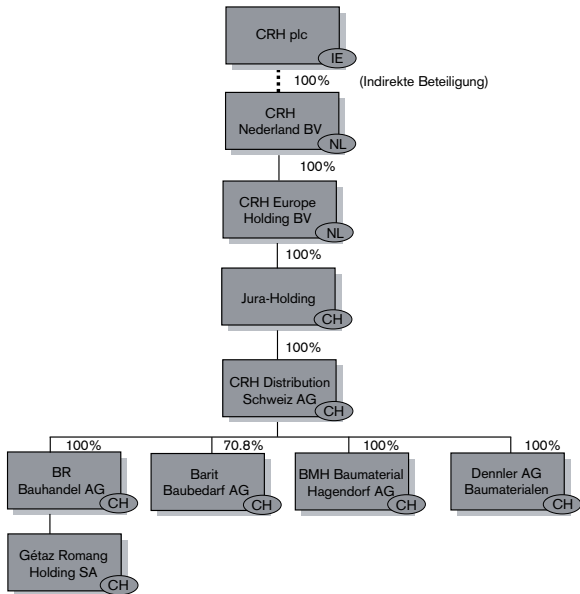 CRH plc
IE
100% (Indirekte Beteiligung)
CRH
Nederland BV
NL
100%
CRH Europe
Holding BV
NL
100%
Jura-Holding
CH
100%
CRH Distribution
Schweiz AG
CH
100%
70.8%
100%
100%
BR
Bauhandel AG
CH
Barit
Baubedarf AG
CH
BMH Baumaterial
Hagendorf AG
CH
Dennler AG
Baumaterialen
CH
Gétaz Romang
Holding SA
CH